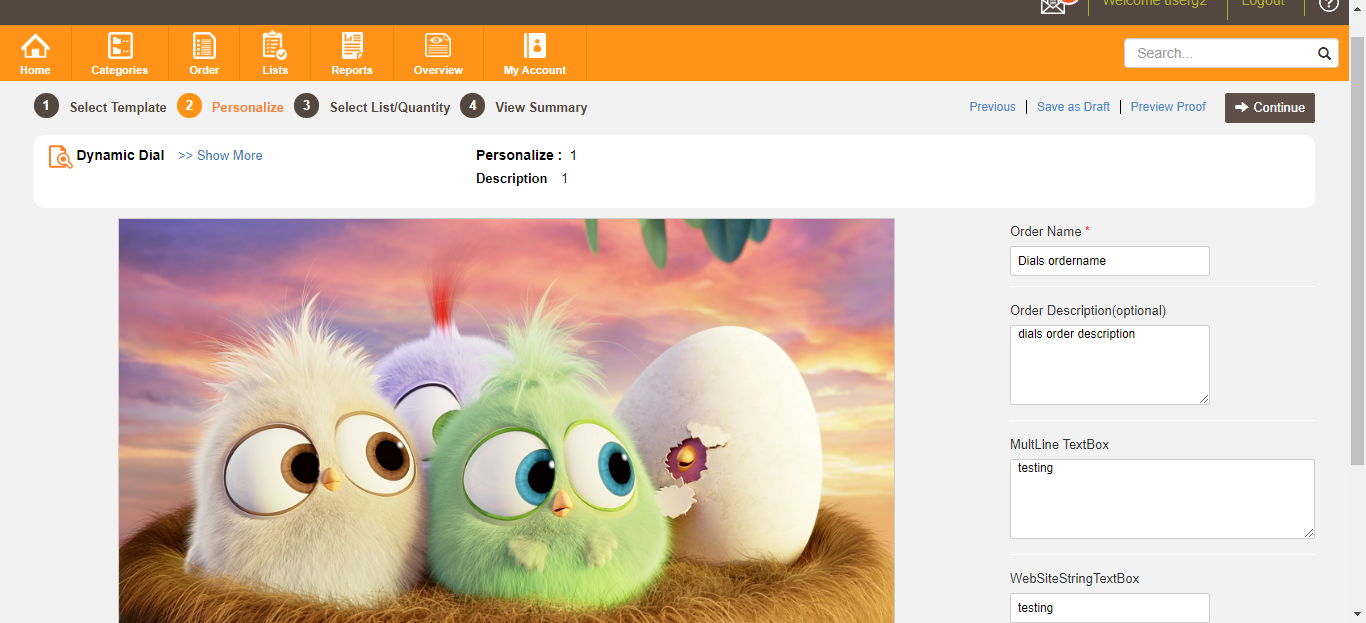 Welcome userg2 Logout ?
Home Categories Order Lists Reports Overview My Account Search...
1 Select Template 2 Personalize 3 Select List/Quantity 4 View Summary Previous Save as Draft Preview Proof Continue
Dynamic Dial >> Show More Personalize : 1
Description 1
Order Name *
Dials ordername
Order Description(optional)
dials order description
MultLine TextBox
testing
WebSiteStringTextBox
testing